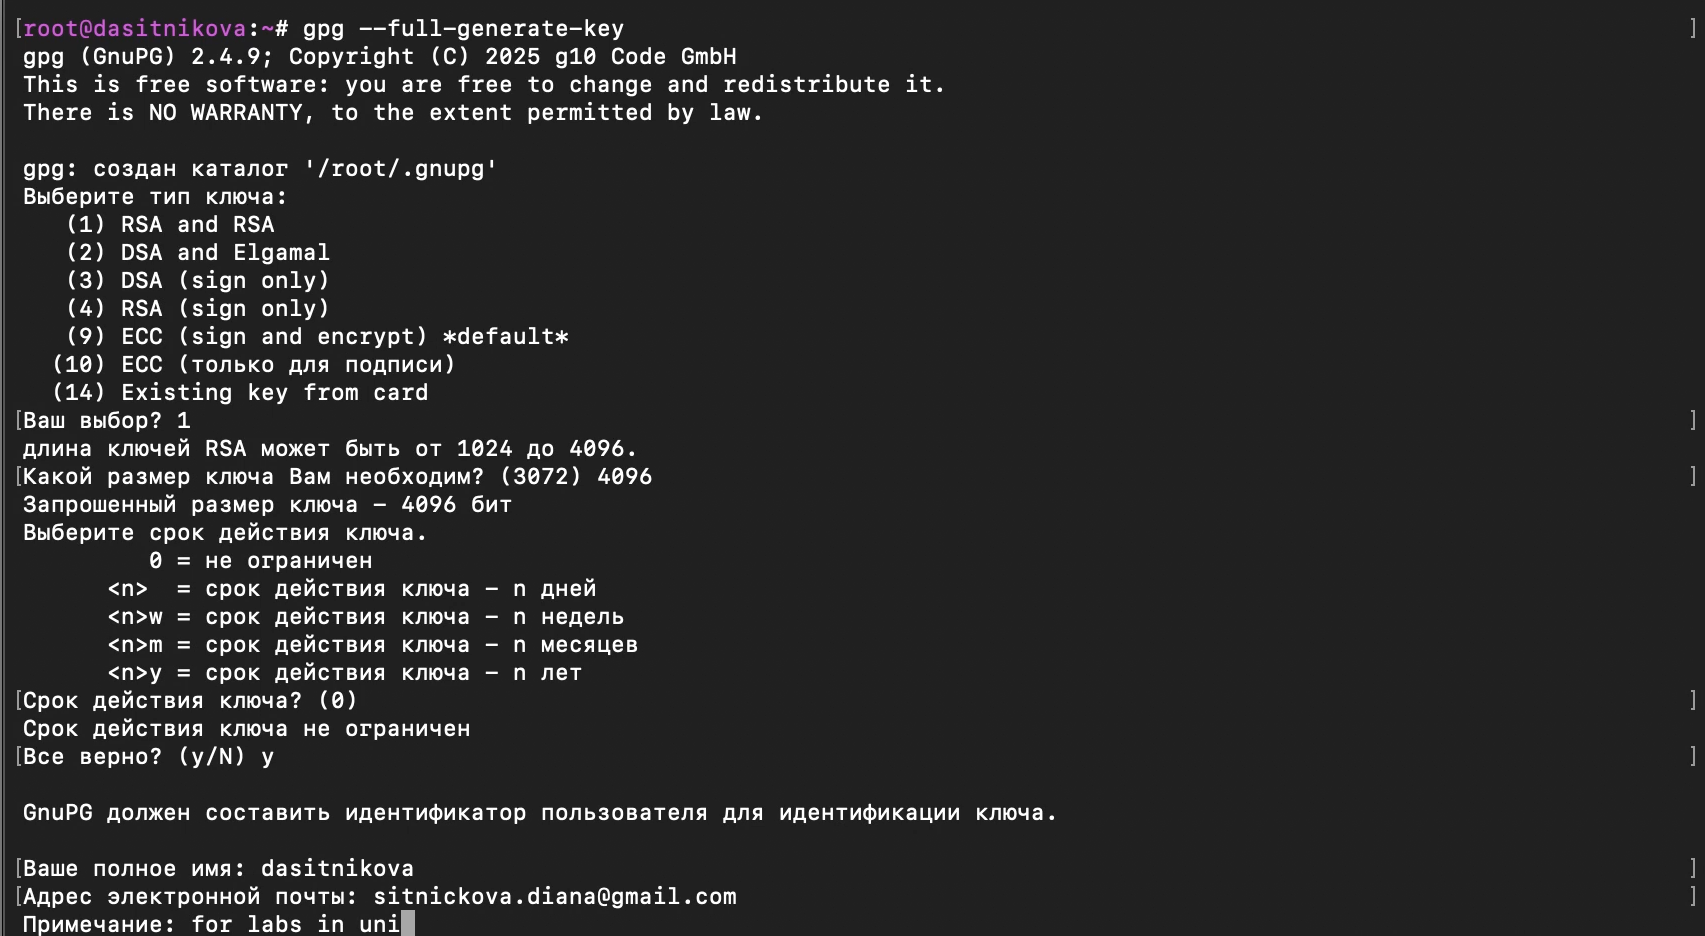 [root@dasitnikova:~# gpg --full-generate-key ]
gpg (GnuPG) 2.4.9; Copyright (C) 2025 g10 Code GmbH
This is free software: you are free to change and redistribute it.
There is NO WARRANTY, to the extent permitted by law.

gpg: создан каталог '/root/.gnupg'
Выберите тип ключа:
   (1) RSA and RSA
   (2) DSA and Elgamal
   (3) DSA (sign only)
   (4) RSA (sign only)
   (9) ECC (sign and encrypt) *default*
  (10) ECC (только для подписи)
  (14) Existing key from card
[Ваш выбор? 1 ]
длина ключей RSA может быть от 1024 до 4096.
[Какой размер ключа Вам необходим? (3072) 4096 ]
Запрошенный размер ключа - 4096 бит
Выберите срок действия ключа.
         0 = не ограничен
      <n>  = срок действия ключа - n дней
      <n>w = срок действия ключа - n недель
      <n>m = срок действия ключа - n месяцев
      <n>y = срок действия ключа - n лет
[Срок действия ключа? (0) ]
Срок действия ключа не ограничен
[Все верно? (y/N) y ]

GnuPG должен составить идентификатор пользователя для идентификации ключа.

[Ваше полное имя: dasitnikova ]
[Адрес электронной почты: sitnickova.diana@gmail.com ]
Примечание: for labs in uni